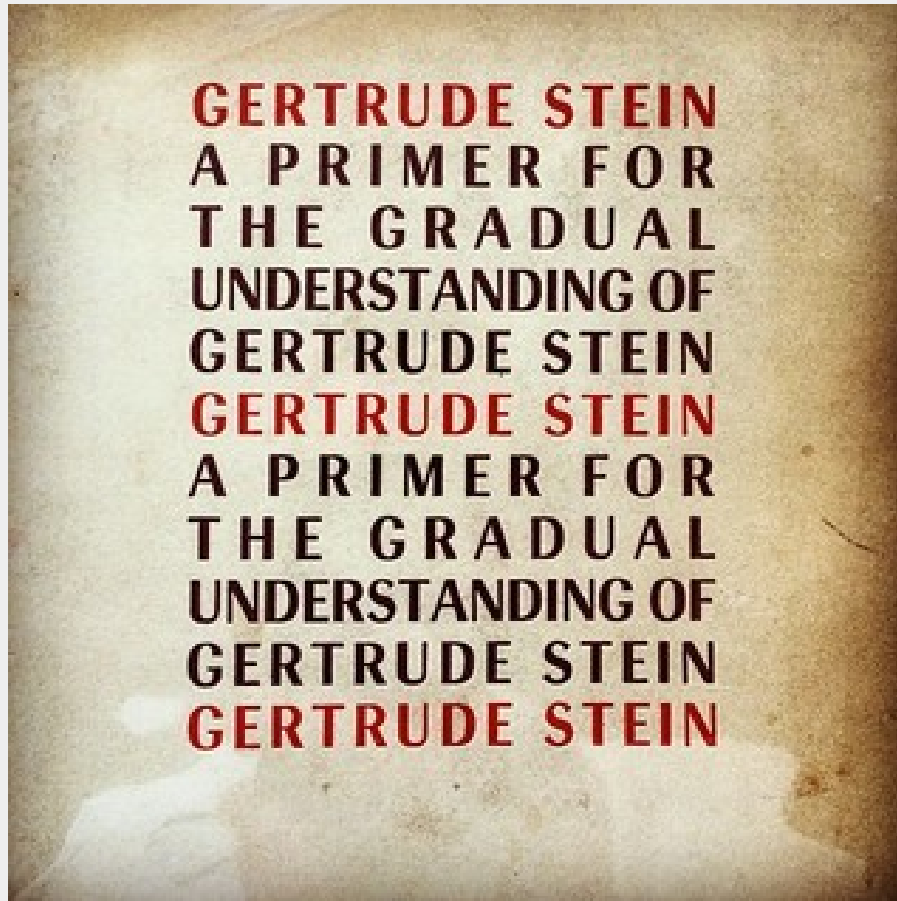 GERTRUDE STEIN
A PRIMER FOR
THE GRADUAL
UNDERSTANDING OF
GERTRUDE STEIN
GERTRUDE STEIN
A PRIMER FOR
THE GRADUAL
UNDERSTANDING OF
GERTRUDE STEIN
GERTRUDE STEIN